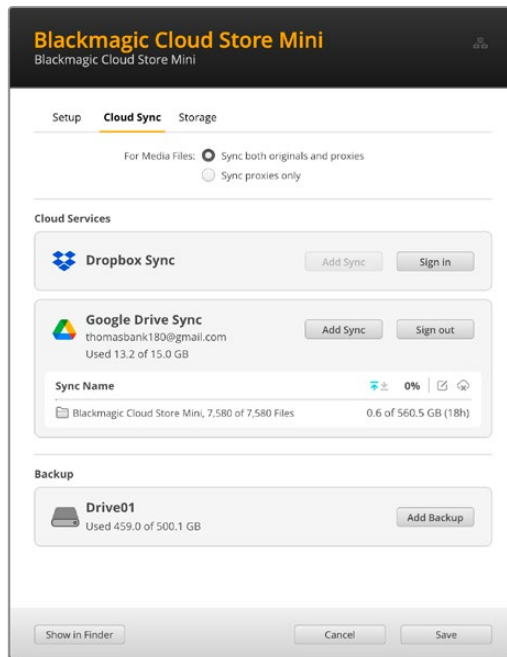 Blackmagic Cloud Store Mini
Blackmagic Cloud Store Mini
Setup Cloud Sync Storage
For Media Files: Sync both originals and proxies
Sync proxies only
Cloud Services
Dropbox Sync Add Sync Sign in
Google Drive Sync
thomasbank180@gmail.com
Used 13.2 of 15.0 GB
Add Sync Sign out
Sync Name 0%
Blackmagic Cloud Store Mini, 7,580 of 7,580 Files 0.6 of 560.5 GB (18h)
Backup
Drive01
Used 459.0 of 500.1 GB
Add Backup
Show in Finder Cancel Save